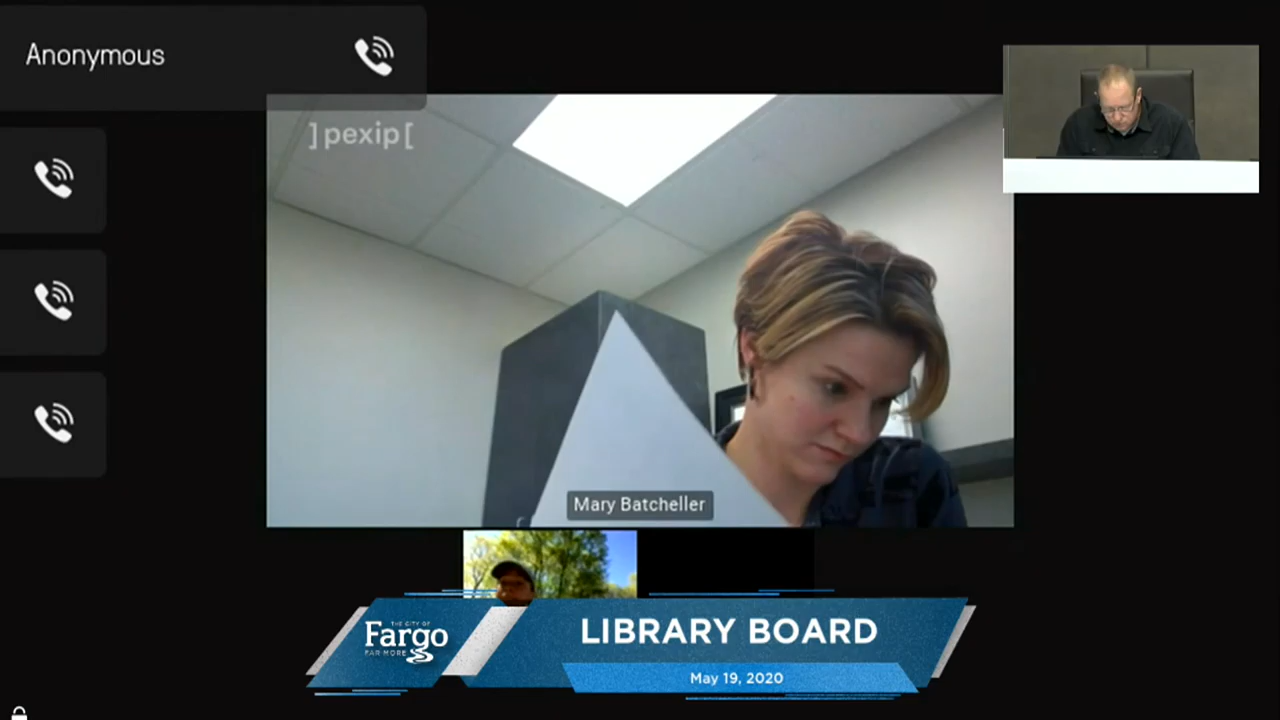 Anonymous
]pexip[
Mary Batcheller
THE CITY OF
Fargo
FAR MORE
LIBRARY BOARD
May 19, 2020